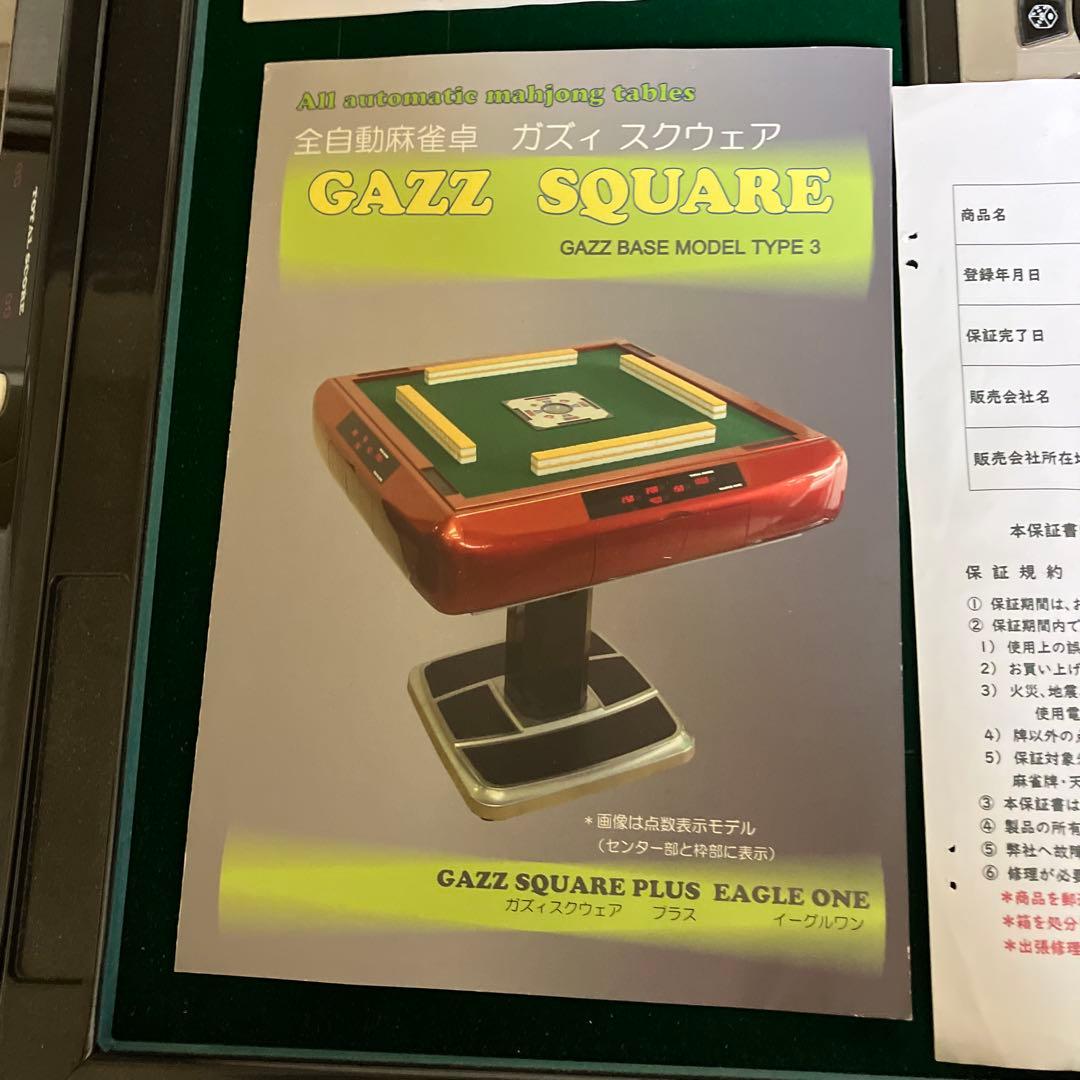 All automatic mahjong tables
全自動麻雀卓 ガズィ スクウェア
GAZZ SQUARE
GAZZ BASE MODEL TYPE 3
*画像は点数表示モデル
(センター部と枠部に表示)
GAZZ SQUARE PLUS EAGLE ONE
ガズィスクウェア プラス イーグルワン
TOTAL SCORE
商品名
登録年月日
保証完了日
販売会社名
販売会社所在地
本保証書
保証規約
① 保証期間は、お
② 保証期間内で
1) 使用上の誤
2) お買い上げ
3) 火災、地震
使用電
4) 牌以外の
5) 保証対象
麻雀牌・天
③ 本保証書は
④ 製品の所有
⑤ 弊社へ故障
⑥ 修理が必要
*商品を郵
*箱を処分
*出張修理